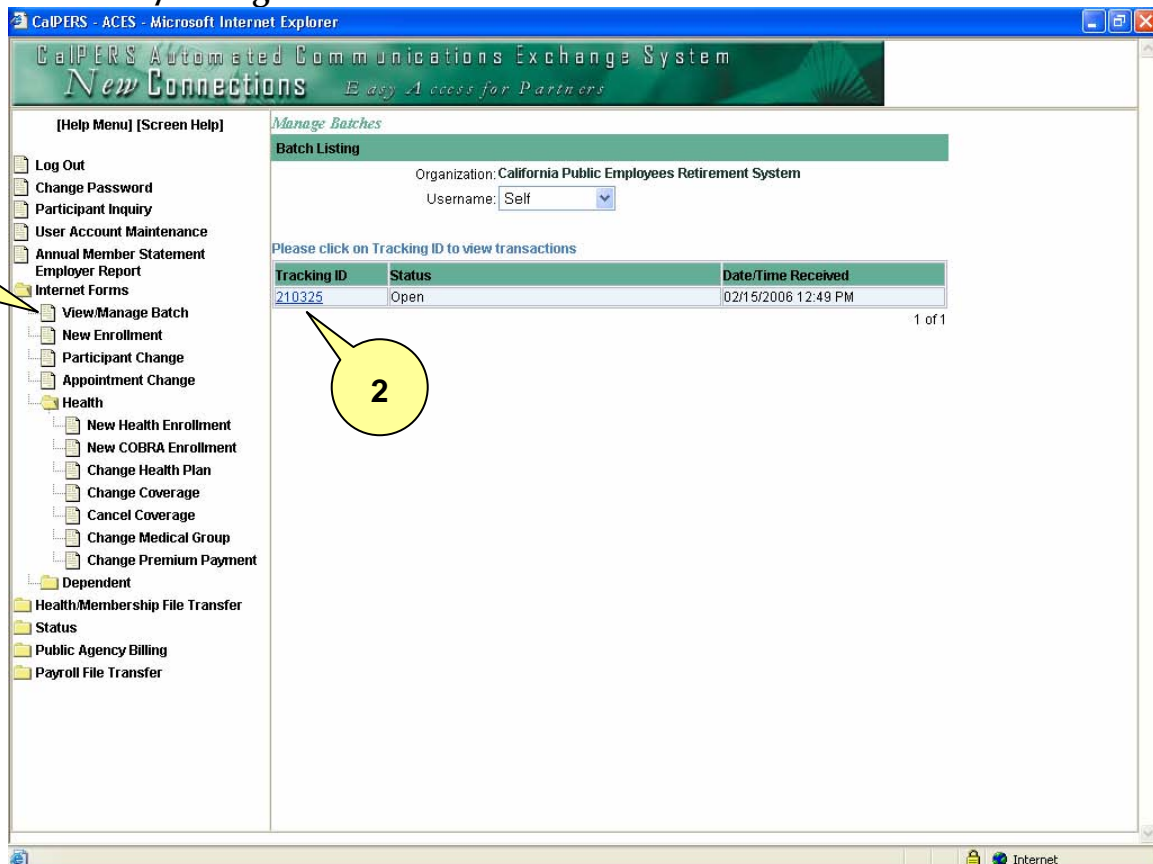 CalPERS - ACES - Microsoft Internet Explorer
CalPERS Automated Communications Exchange System
New Connections Easy Access for Partners
[Help Menu] [Screen Help]
Log Out
Change Password
Participant Inquiry
User Account Maintenance
Annual Member Statement
Employer Report
Internet Forms
View/Manage Batch
New Enrollment
Participant Change
Appointment Change
Health
New Health Enrollment
New COBRA Enrollment
Change Health Plan
Change Coverage
Cancel Coverage
Change Medical Group
Change Premium Payment
Dependent
Health/Membership File Transfer
Status
Public Agency Billing
Payroll File Transfer
Manage Batches
Batch Listing
Organization: California Public Employees Retirement System
Username: Self
Please click on Tracking ID to view transactions
Tracking ID Status Date/Time Received
210325 Open 02/15/2006 12:49 PM
1 of 1
2
Internet